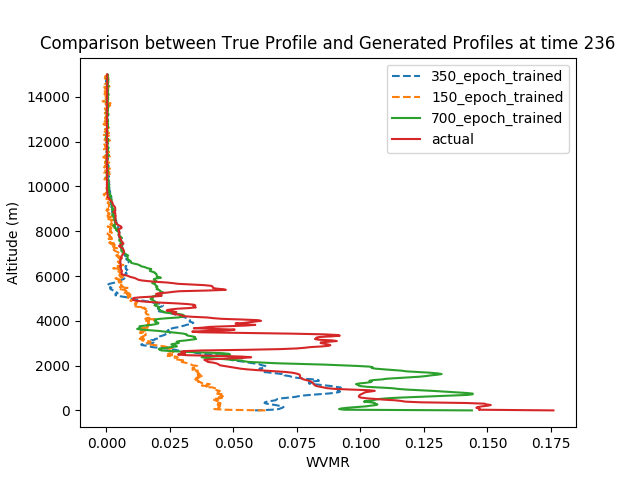 Comparison between True Profile and Generated Profiles at time 236
350_epoch_trained
150_epoch_trained
700_epoch_trained
actual
14000
12000
10000
8000
6000
4000
2000
0
Altitude (m)
0.000 0.025 0.050 0.075 0.100 0.125 0.150 0.175
WVMR